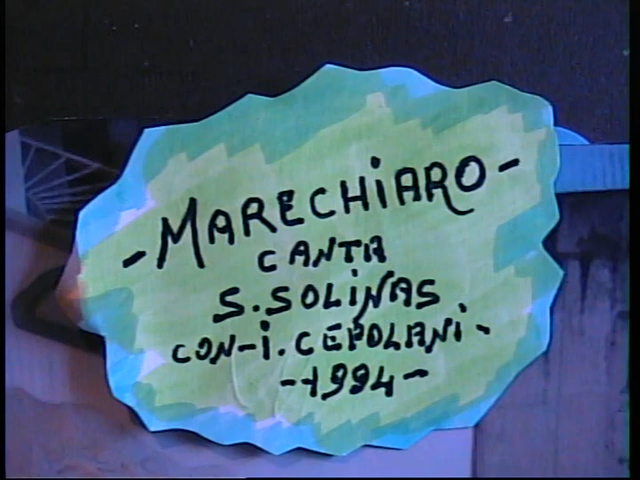 -MARECHiARO-
CANTA
S. SOLiNAS
CON-i. CEPOLANi-
-1994-